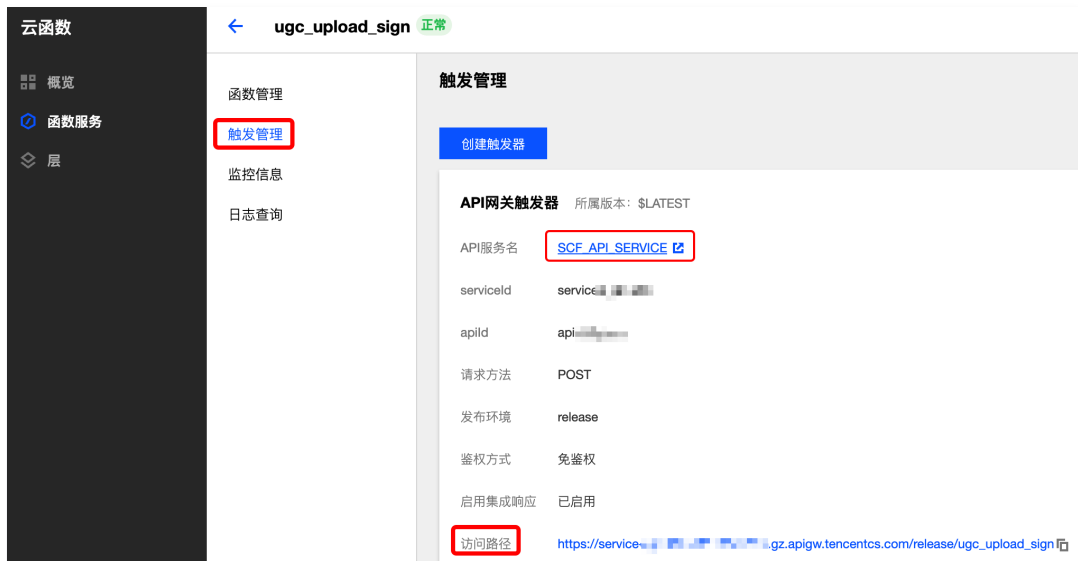 云函数
概览
函数服务
层
ugc_upload_sign 正常
函数管理
触发管理
监控信息
日志查询
触发管理
创建触发器
API网关触发器 所属版本: $LATEST
API服务名 SCF_API_SERVICE
serviceId service
apiId api
请求方法 POST
发布环境 release
鉴权方式 免鉴权
启用集成响应 已启用
访问路径 https://service- .gz.apigw.tencentcs.com/release/ugc_upload_sign